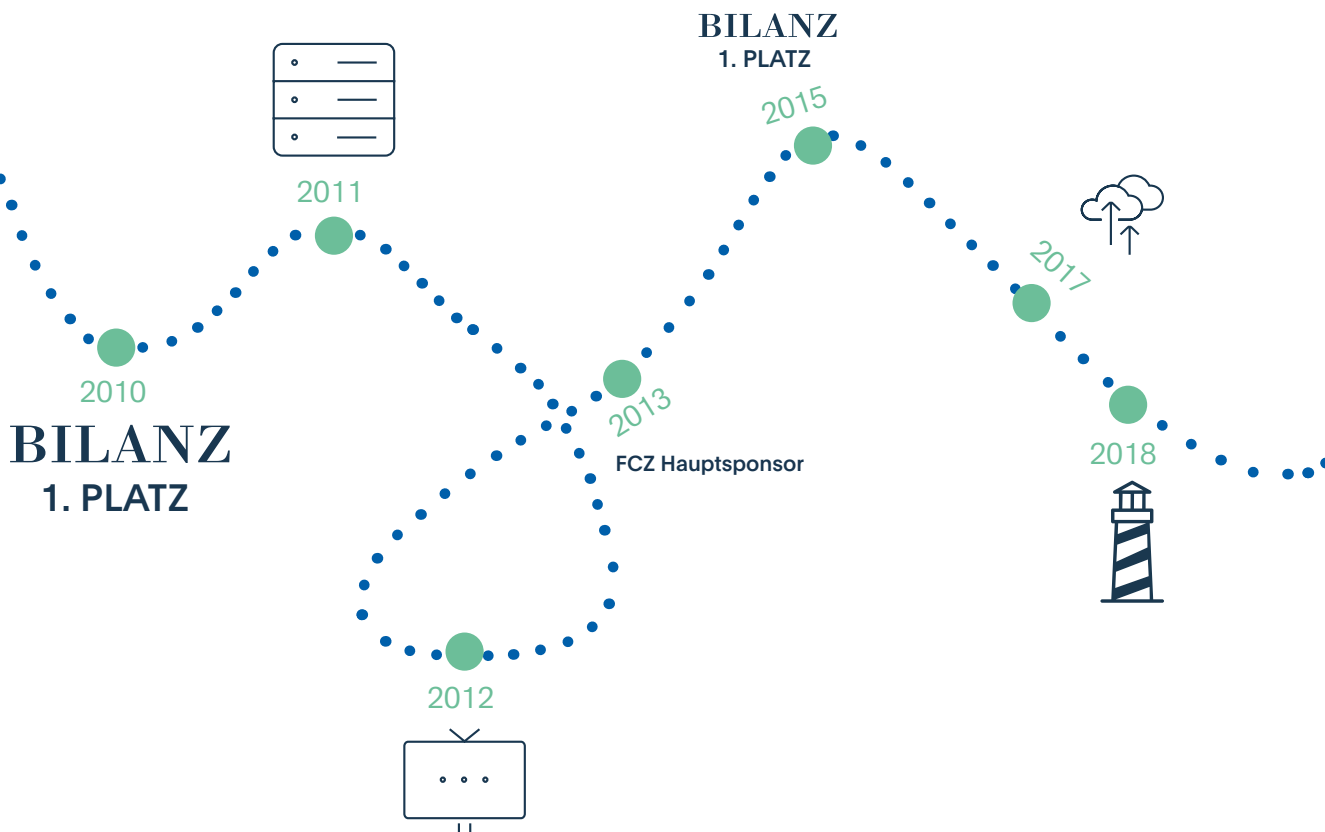 2010
BILANZ
1. PLATZ
2011
2012
2013
FCZ Hauptsponsor
BILANZ
1. PLATZ
2015
2017
2018